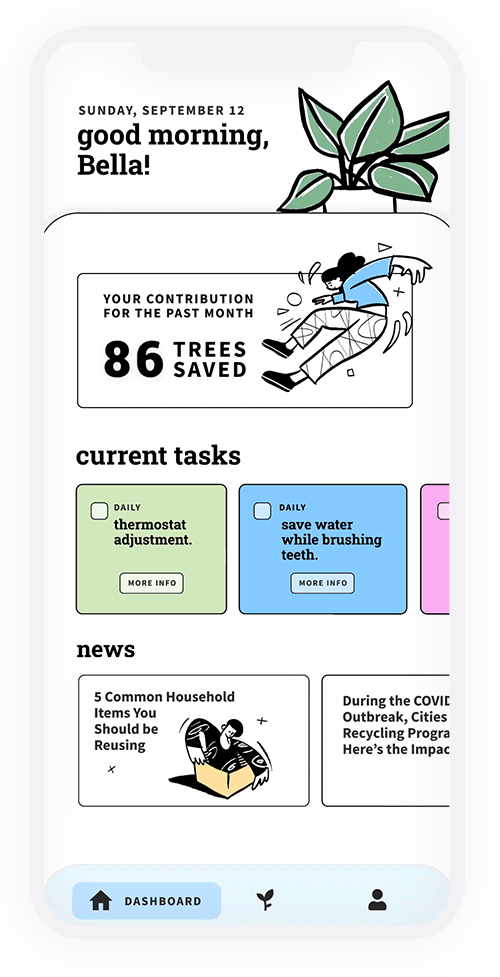 SUNDAY, SEPTEMBER 12
good morning,
Bella!
YOUR CONTRIBUTION
FOR THE PAST MONTH
86 TREES
SAVED
current tasks
DAILY
thermostat
adjustment.
MORE INFO
DAILY
save water
while brushing
teeth.
MORE INFO
news
5 Common Household
Items You
Should be
Reusing
During the COVID
Outbreak, Cities
Recycling Progra
Here's the Impac
DASHBOARD